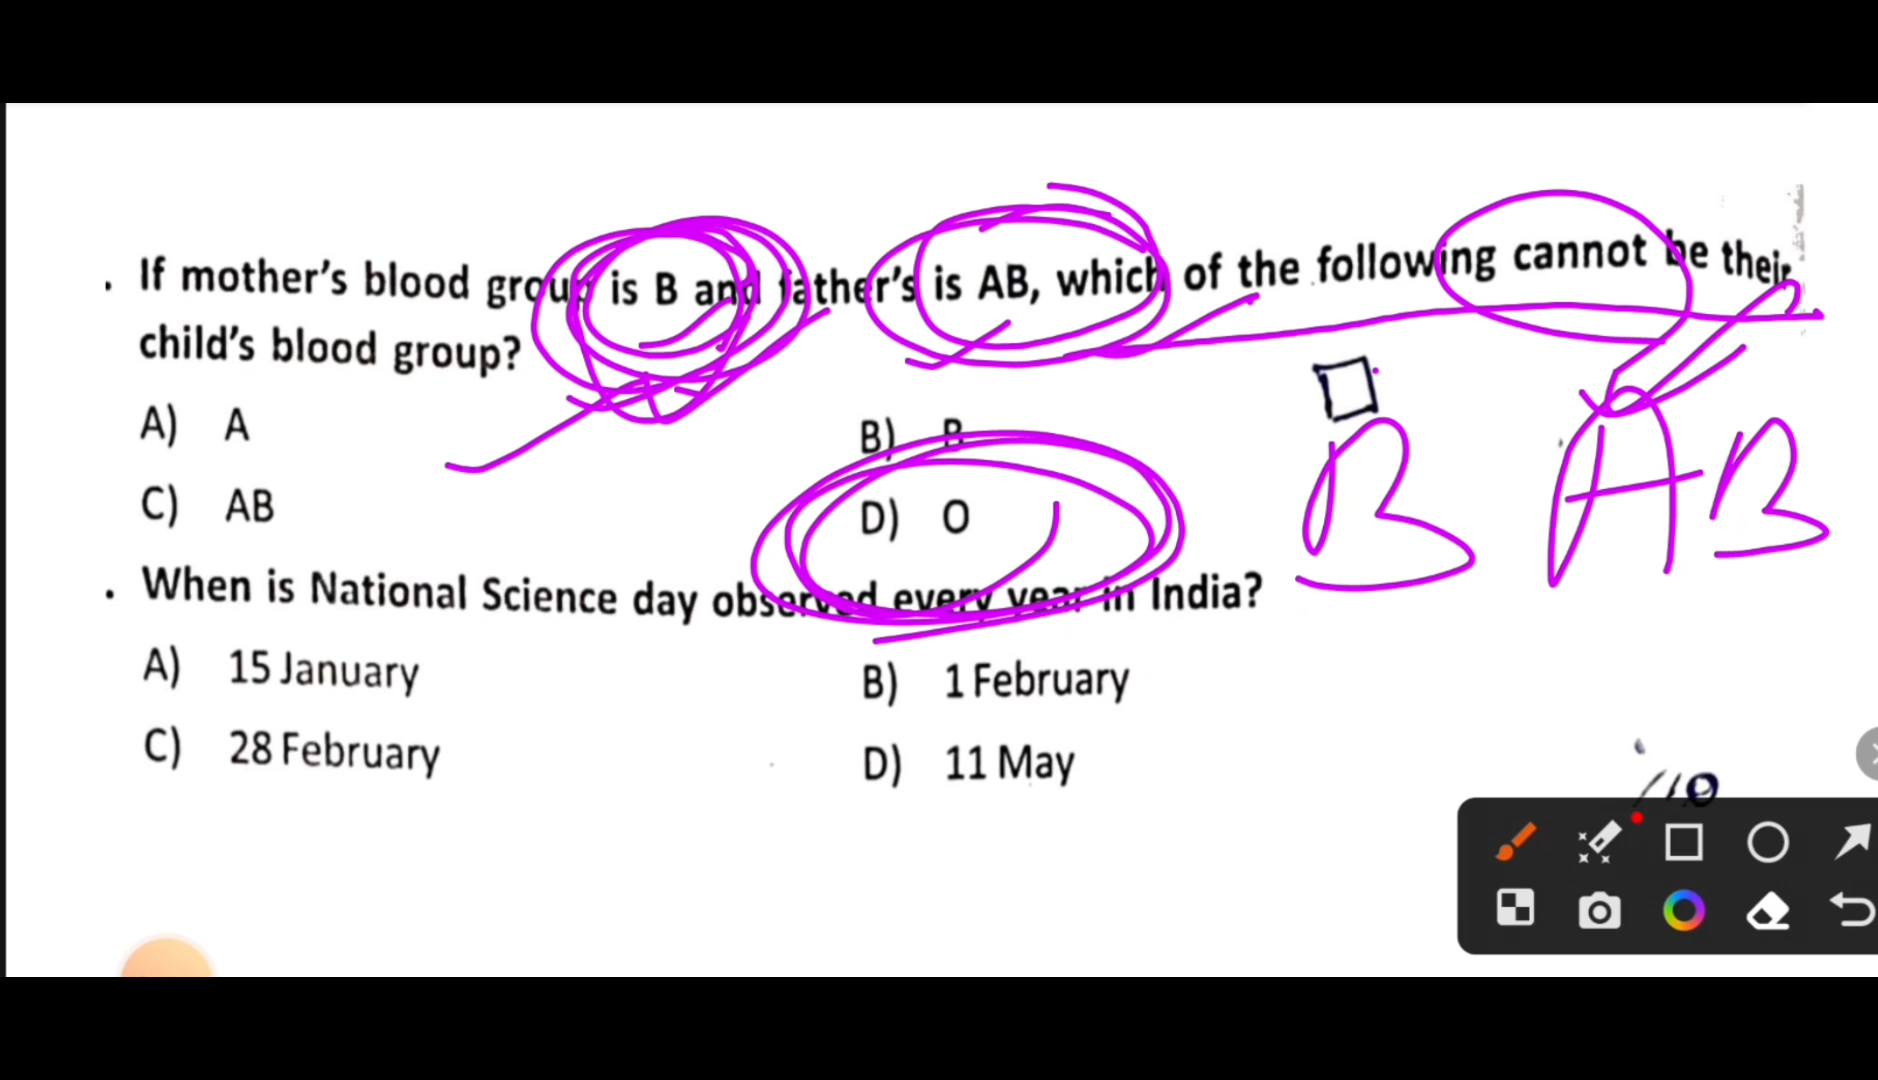 . If mother's blood group is B and father's is AB, which of the following cannot be their
child's blood group?
A) A
B) B
C) AB
D) O
B AB
. When is National Science day observed every year in India?
A) 15 January
B) 1 February
C) 28 February
D) 11 May